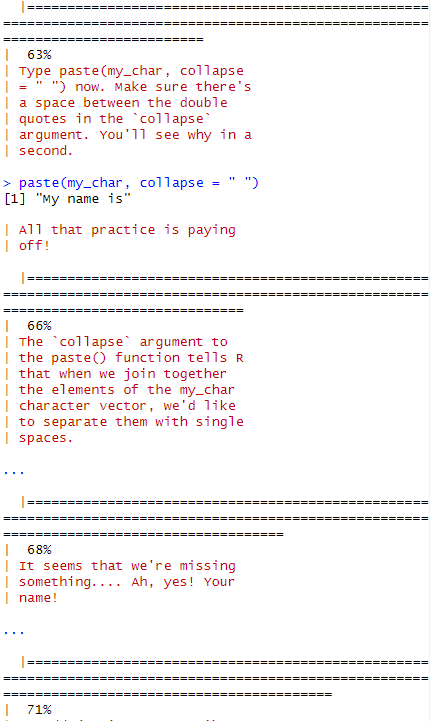 |===================================================
======================================================
=========================
|  63%
| Type paste(my_char, collapse
| = " ") now. Make sure there's
| a space between the double
| quotes in the `collapse`
| argument. You'll see why in a
| second.
> paste(my_char, collapse = " ")
[1] "My name is"
| All that practice is paying
| off!
|===================================================
======================================================
==============================
|  66%
| The `collapse` argument to
| the paste() function tells R
| that when we join together
| the elements of the my_char
| character vector, we'd like
| to separate them with single
| spaces.
...
|===================================================
======================================================
===================================
|  68%
| It seems that we're missing
| something.... Ah, yes! Your
| name!
...
|===================================================
======================================================
=========================================
|  71%